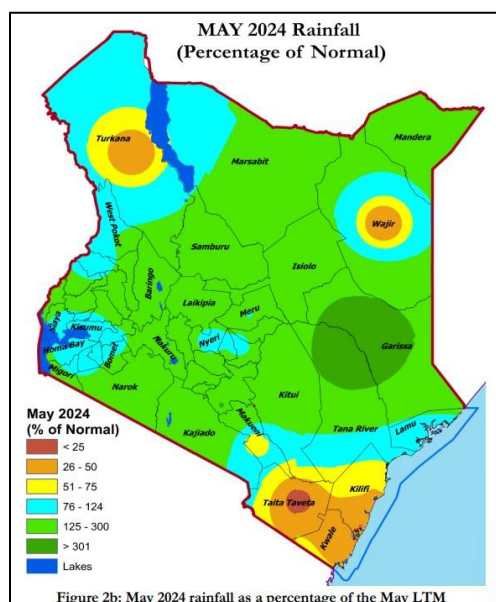 MAY 2024 Rainfall
(Percentage of Normal)
Turkana
Mandera
Marsabit
West Pokot
Wajir
Samburu
Isiolo
Baringo
Laikipia
Meru
Siaya
Kisumu
Nyeri
Garissa
Homa Bay
Bomet
Nakuru
Migori
Narok
Kitui
Makueni
Tana River
Lamu
Kajiado
Kilifi
Taita Taveta
Kwale
May 2024
(% of Normal)
< 25
26 - 50
51 - 75
76 - 124
125 - 300
> 301
Lakes
Figure 2b: May 2024 rainfall as a percentage of the May LTM